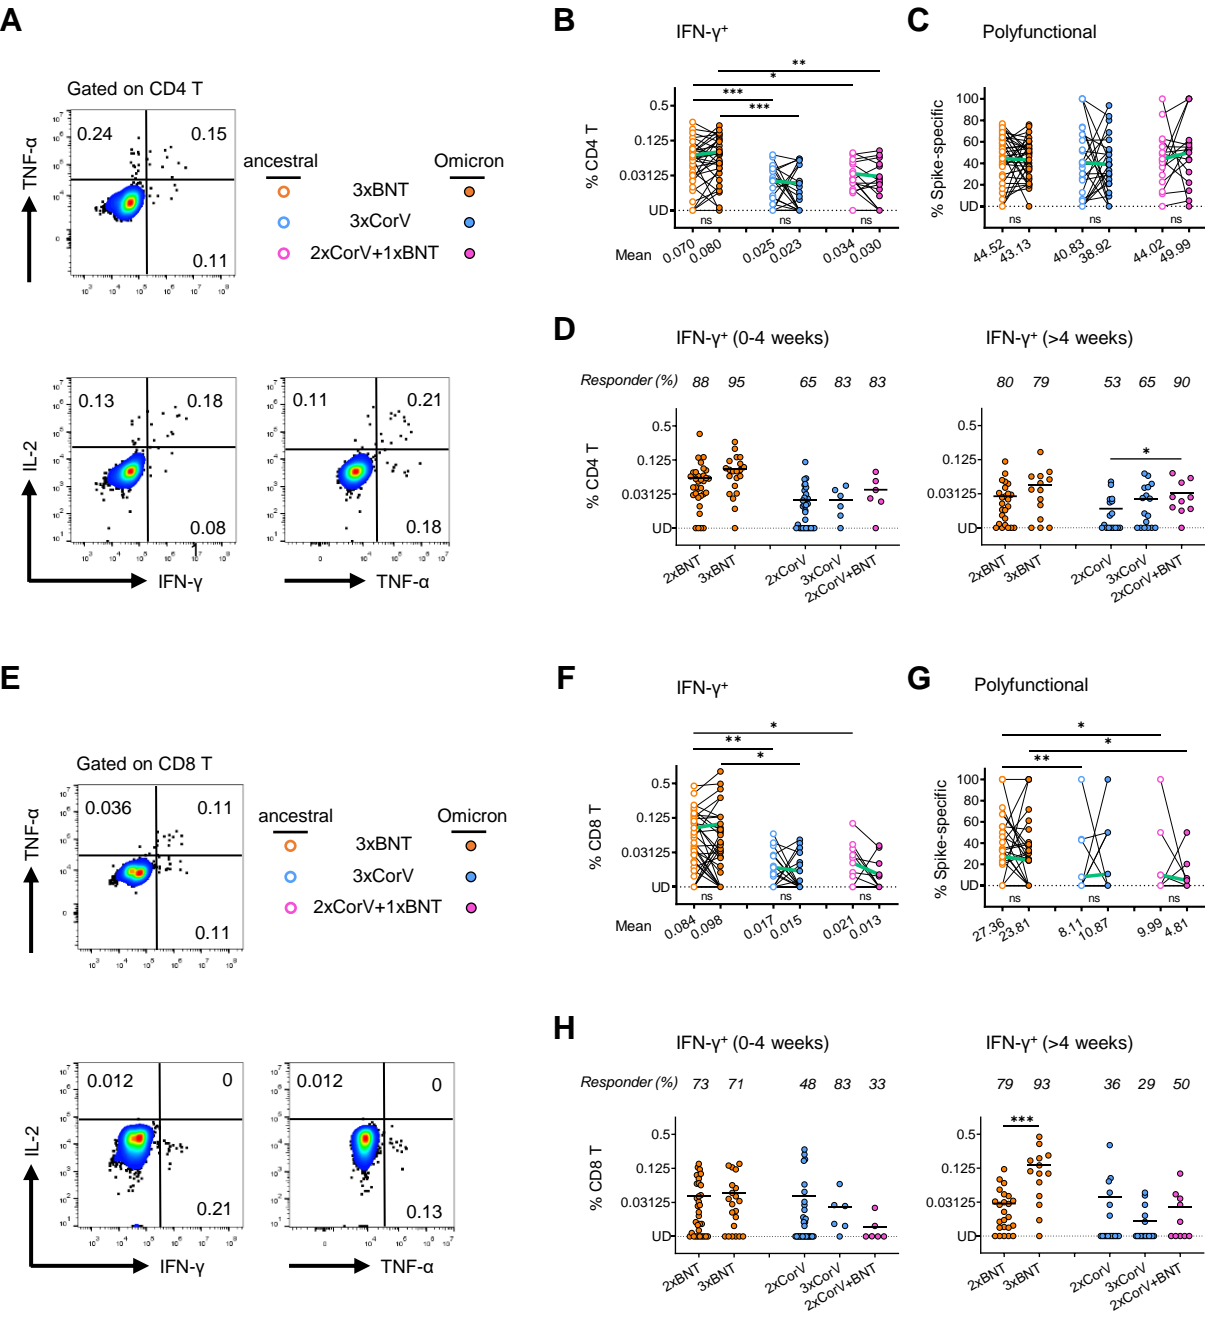 A
Gated on CD4 T
TNF-α
0.24
0.15
0.11
ancestral
Omicron
3xBNT
3xCorV
2xCorV+1xBNT
IL-2
0.13
0.18
0.08
IFN-γ
0.11
0.21
0.18
TNF-α
B
IFN-γ⁺
**
*
***
***
% CD4 T
0.5
0.125
0.03125
UD
ns
ns
ns
Mean
0.070
0.080
0.025
0.023
0.034
0.030
C
Polyfunctional
% Spike-specific
100
80
60
40
20
UD
ns
ns
ns
44.52
43.13
40.83
38.92
44.02
49.99
D
IFN-γ⁺ (0-4 weeks)
Responder (%)
88 95 65 83 83
% CD4 T
0.5
0.125
0.03125
UD
2xBNT
3xBNT
2xCorV
3xCorV
2xCorV+BNT
IFN-γ⁺ (>4 weeks)
80 79 53 65 90
*
0.5
0.125
0.03125
UD
2xBNT
3xBNT
2xCorV
3xCorV
2xCorV+BNT
E
Gated on CD8 T
TNF-α
0.036
0.11
0.11
ancestral
Omicron
3xBNT
3xCorV
2xCorV+1xBNT
IL-2
0.012
0
0.21
IFN-γ
0.012
0
0.13
TNF-α
F
IFN-γ⁺
*
**
*
% CD8 T
0.5
0.125
0.03125
UD
ns
ns
ns
Mean
0.084
0.098
0.017
0.015
0.021
0.013
G
Polyfunctional
*
*
**
% Spike-specific
100
80
60
40
20
UD
ns
ns
ns
27.36
23.81
8.11
10.87
9.99
4.81
H
IFN-γ⁺ (0-4 weeks)
Responder (%)
73 71 48 83 33
% CD8 T
0.5
0.125
0.03125
UD
2xBNT
3xBNT
2xCorV
3xCorV
2xCorV+BNT
IFN-γ⁺ (>4 weeks)
79 93 36 29 50
***
0.5
0.125
0.03125
UD
2xBNT
3xBNT
2xCorV
3xCorV
2xCorV+BNT